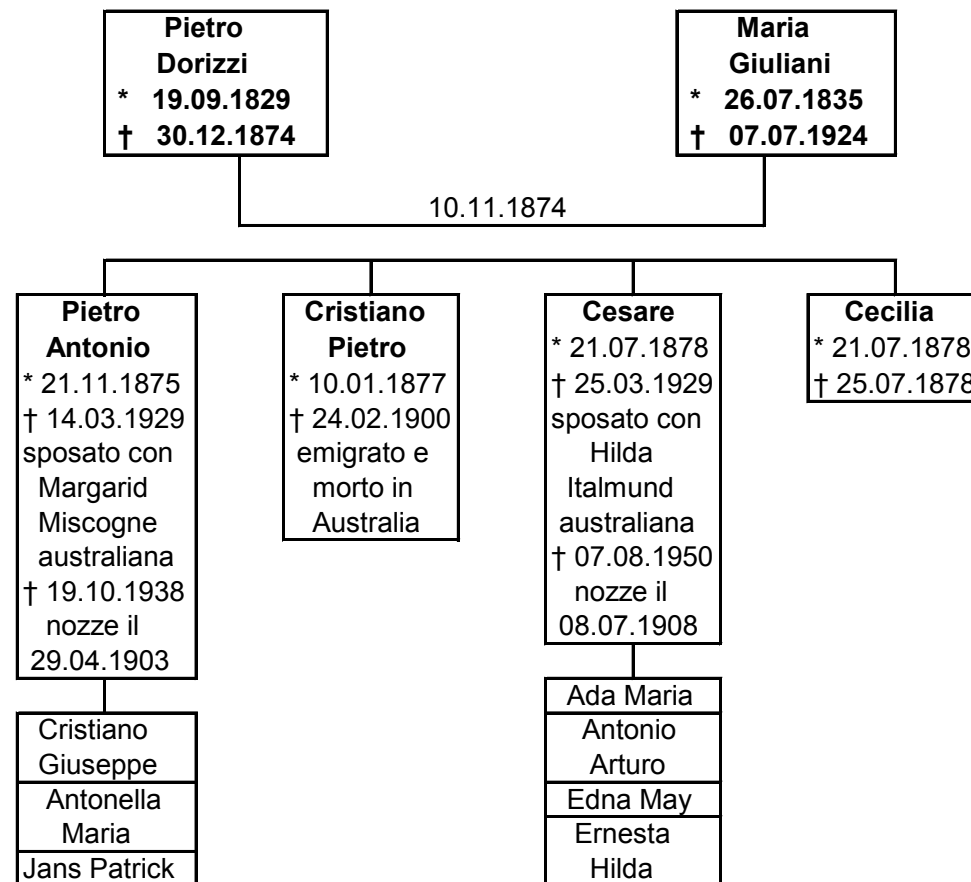 Pietro
Dorizzi
* 19.09.1829
† 30.12.1874
Maria
Giuliani
* 26.07.1835
† 07.07.1924
10.11.1874
Pietro
Antonio
* 21.11.1875
† 14.03.1929
sposato con
Margarid
Miscogne
australiana
† 19.10.1938
nozze il
29.04.1903
Cristiano
Pietro
* 10.01.1877
† 24.02.1900
emigrato e
morto in
Australia
Cesare
* 21.07.1878
† 25.03.1929
sposato con
Hilda
Italmund
australiana
† 07.08.1950
nozze il
08.07.1908
Cecilia
* 21.07.1878
† 25.07.1878
Cristiano
Giuseppe
Antonella
Maria
Jans Patrick
Ada Maria
Antonio
Arturo
Edna May
Ernesta
Hilda